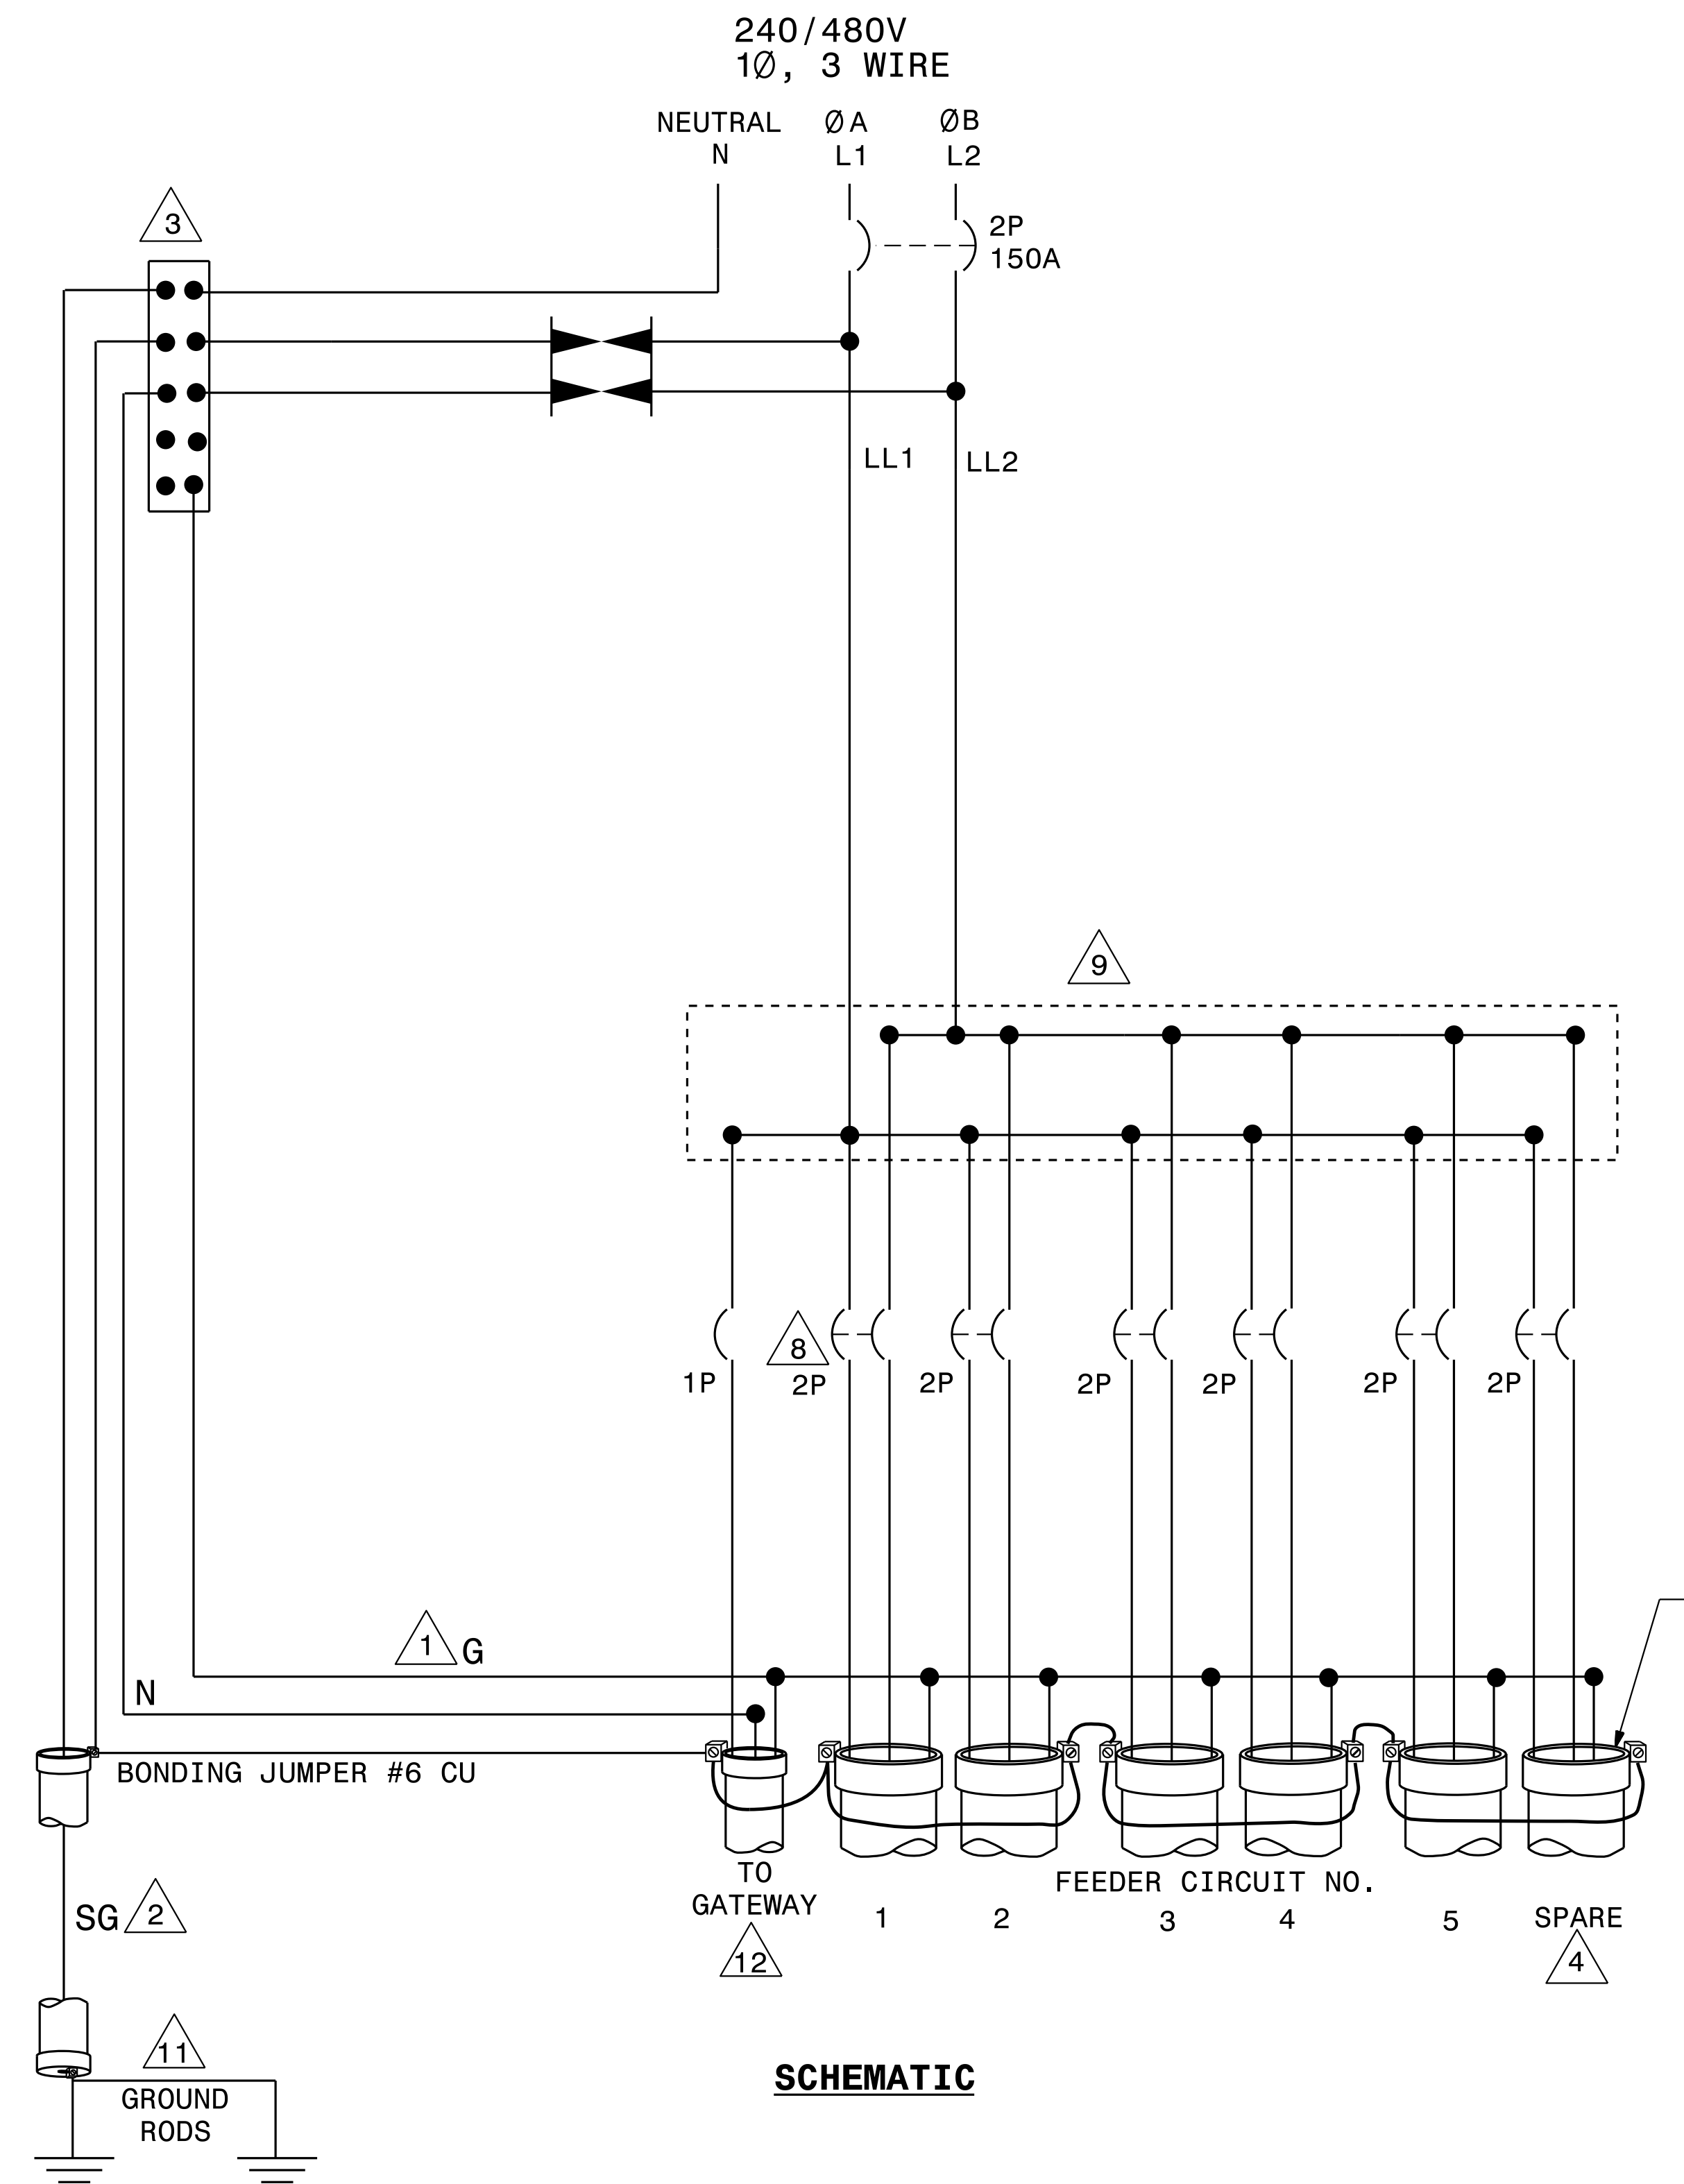 240/480V
1Ø, 3 WIRE
NEUTRAL ØA ØB
N L1 L2
3
2P
150A
LL1 LL2
9
8
1P 2P 2P 2P 2P 2P 2P
1 G
N
BONDING JUMPER #6 CU
TO
GATEWAY
12
FEEDER CIRCUIT NO.
1 2 3 4 5 SPARE
4
SG 2
11
GROUND
RODS
SCHEMATIC